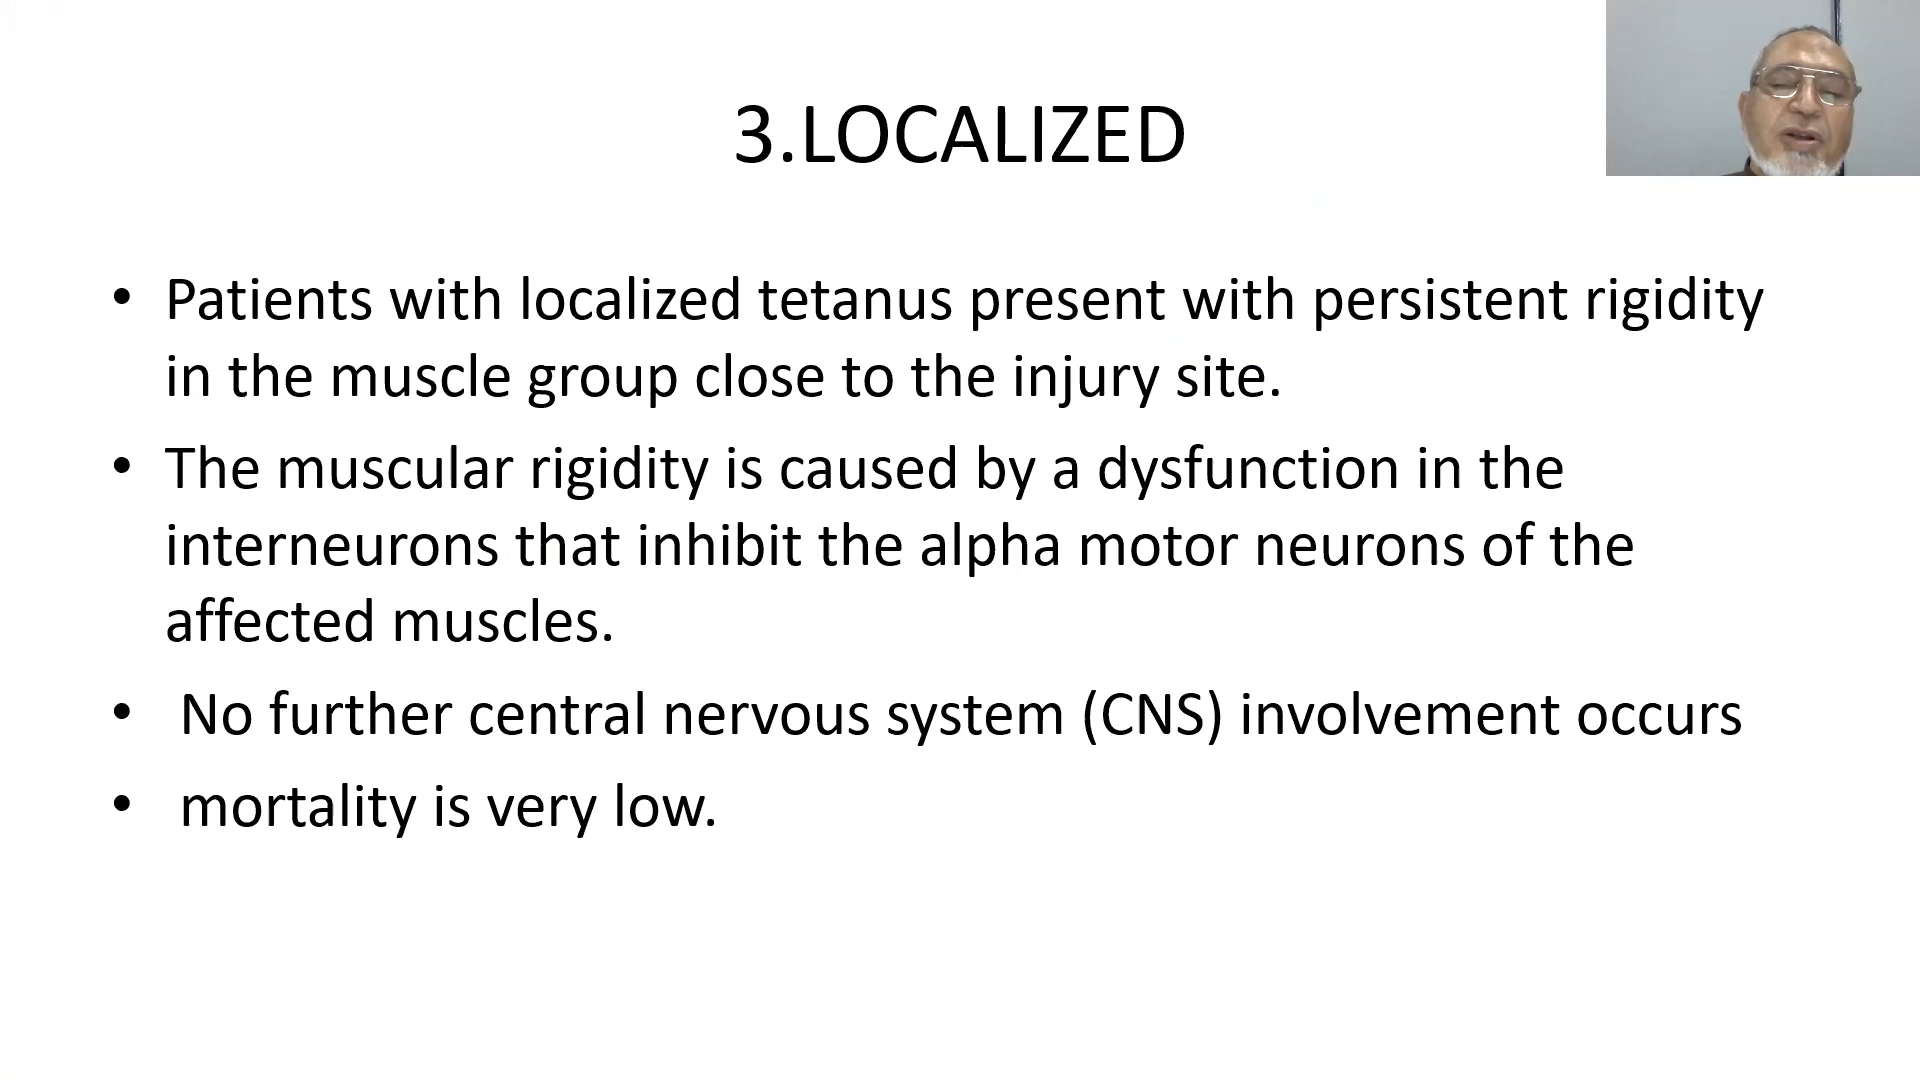 3.LOCALIZED
• Patients with localized tetanus present with persistent rigidity
in the muscle group close to the injury site.
• The muscular rigidity is caused by a dysfunction in the
interneurons that inhibit the alpha motor neurons of the
affected muscles.
• No further central nervous system (CNS) involvement occurs
• mortality is very low.